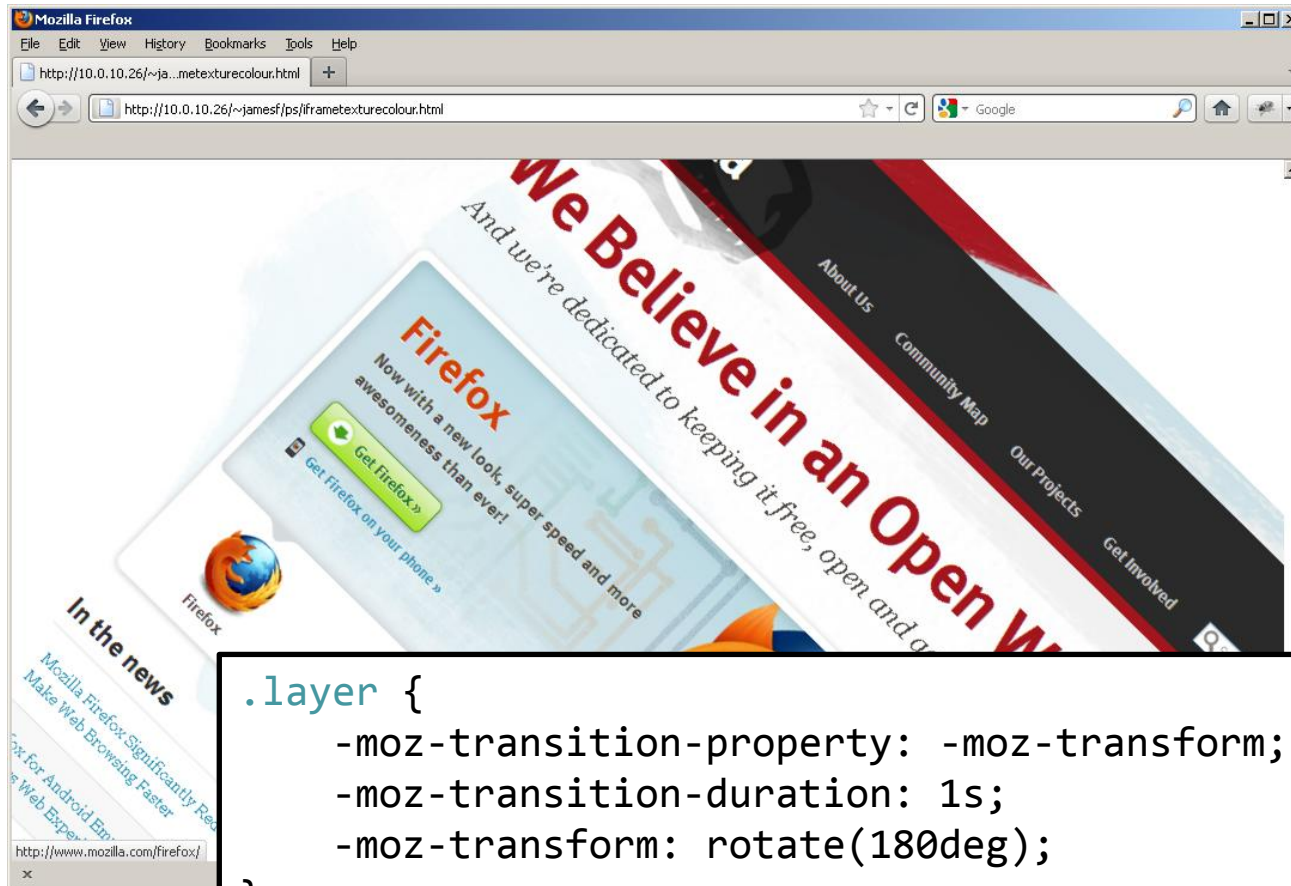 Mozilla Firefox
File Edit View History Bookmarks Tools Help
http://10.0.10.26/~ja...metexturecolour.html +
http://10.0.10.26/~jamesf/ps/iframetexturecolour.html Google
We Believe in an Open
And we're dedicated to keeping it free, open and
About Us
Community Map
Our Projects
Get Involved
Firefox
Now with a new look, super speed and more
awesomeness than ever!
Get Firefox »
Get Firefox on your phone »
Firefox
In the news
Mozilla Firefox Significantly
Make Web Browsing Faster
for Android
Web
http://www.mozilla.com/firefox/
x
.layer {
-moz-transition-property: -moz-transform;
-moz-transition-duration: 1s;
-moz-transform: rotate(180deg);
}